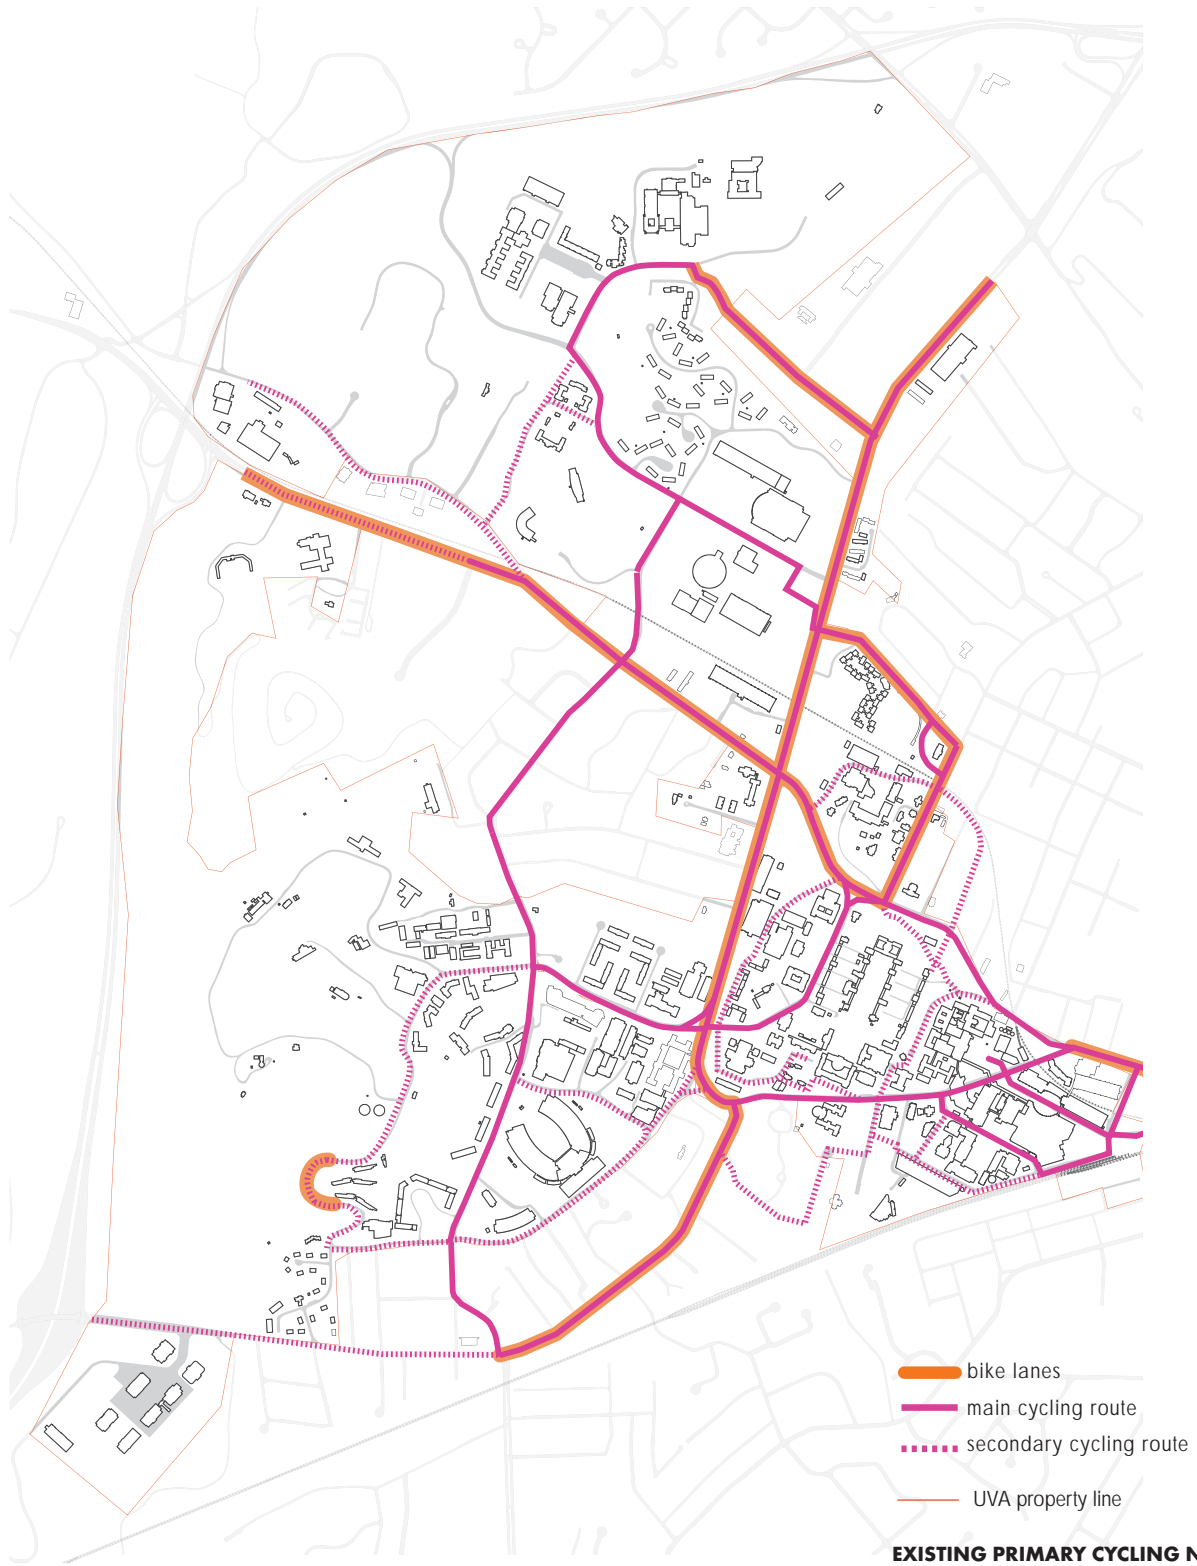 bike lanes
main cycling route
secondary cycling route
UVA property line
EXISTING PRIMARY CYCLING N